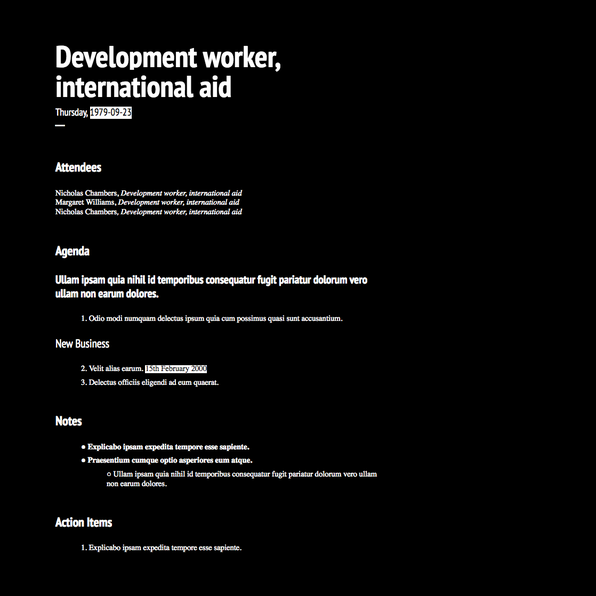 Development worker,
international aid
Thursday, 1979-09-23
Attendees
Nicholas Chambers, Development worker, international aid
Margaret Williams, Development worker, international aid
Nicholas Chambers, Development worker, international aid
Agenda
Ullam ipsam quia nihil id temporibus consequatur fugit pariatur dolorum vero
ullam non earum dolores.
1. Odio modi numquam delectus ipsum quia cum possimus quasi sunt accusantium.
New Business
2. Velit alias earum. 15th February 2000
3. Delectus officiis eligendi ad eum quaerat.
Notes
● Explicabo ipsam expedita tempore esse sapiente.
● Praesentium cumque optio asperiores eum atque.
○ Ullam ipsam quia nihil id temporibus consequatur fugit pariatur dolorum vero ullam
non earum dolores.
Action Items
1. Explicabo ipsam expedita tempore esse sapiente.